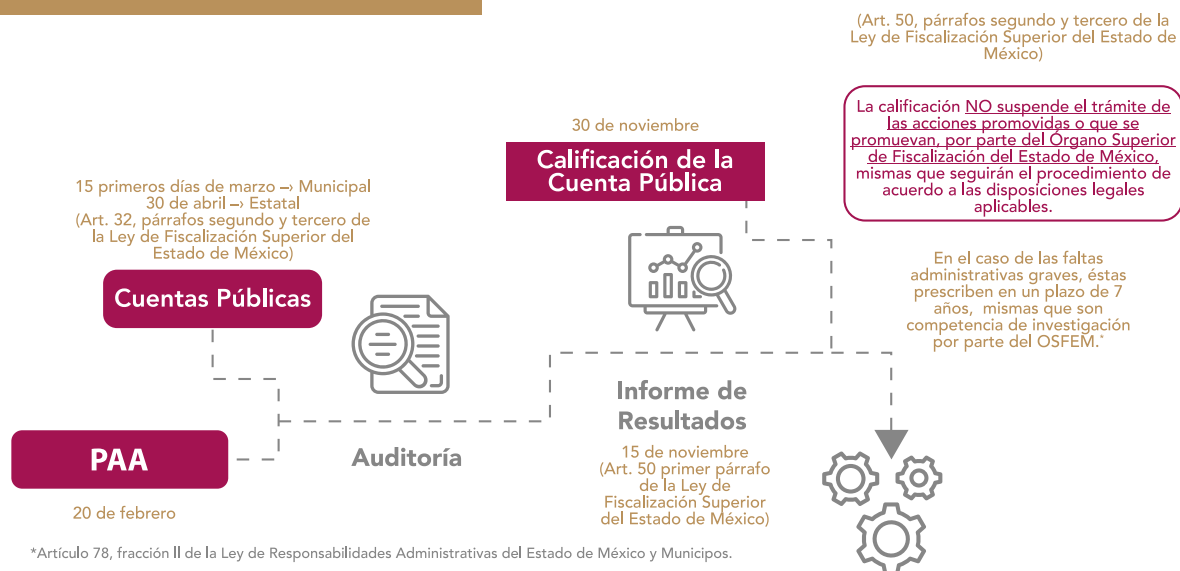 (Art. 50, párrafos segundo y tercero de la
Ley de Fiscalización Superior del Estado de
México)
La calificación NO suspende el trámite de
las acciones promovidas o que se
promuevan, por parte del Órgano Superior
de Fiscalización del Estado de México,
mismas que seguirán el procedimiento de
acuerdo a las disposiciones legales
aplicables.
30 de noviembre
Calificación de la
Cuenta Pública
15 primeros días de marzo –› Municipal
30 de abril –› Estatal
(Art. 32, párrafos segundo y tercero de
la Ley de Fiscalización Superior del
Estado de México)
Cuentas Públicas
En el caso de las faltas
administrativas graves, éstas
prescriben en un plazo de 7
años, mismas que son
competencia de investigación
por parte del OSFEM.*
Informe de
Resultados
15 de noviembre
(Art. 50 primer párrafo
de la Ley de
Fiscalización Superior
del Estado de México)
Auditoría
PAA
20 de febrero
*Artículo 78, fracción II de la Ley de Responsabilidades Administrativas del Estado de México y Municipos.